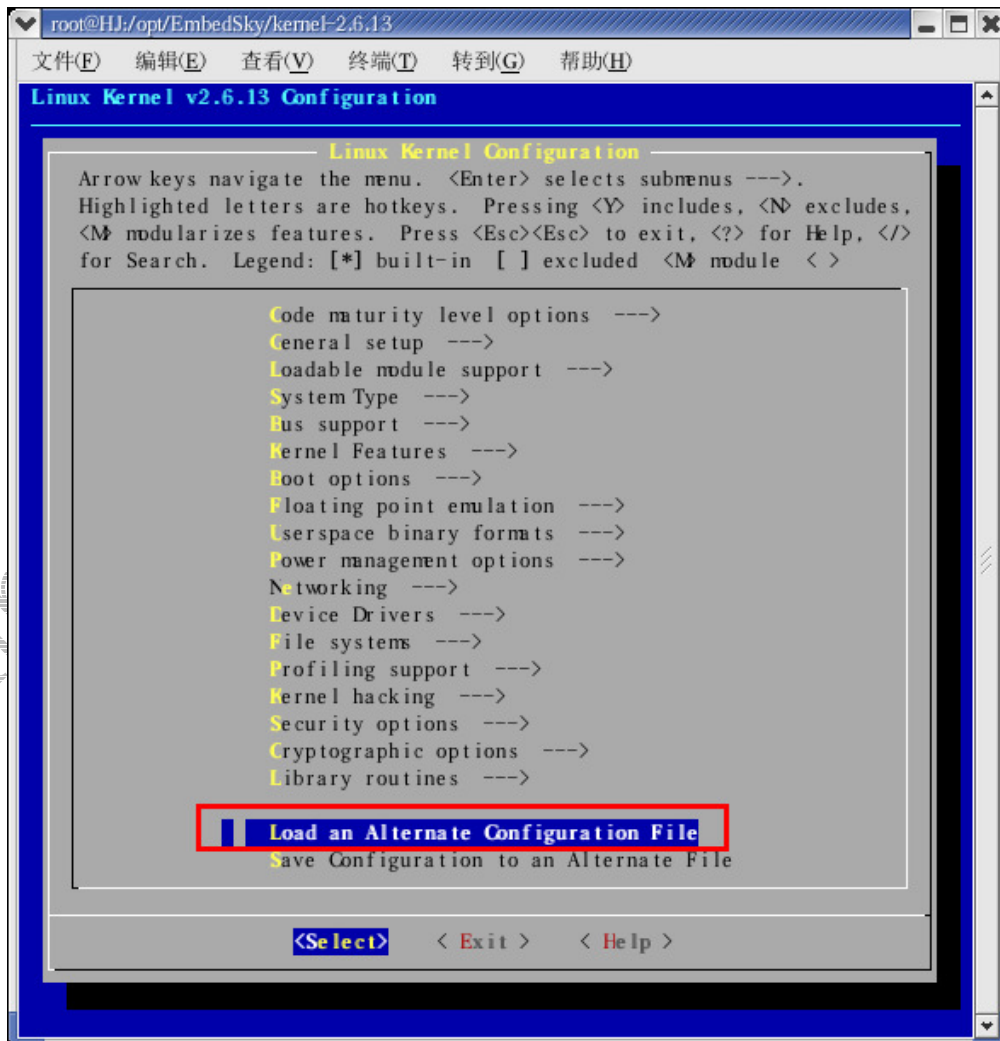 root@HJ:/opt/EmbedSky/kernel-2.6.13
文件(F) 编辑(E) 查看(V) 终端(T) 转到(G) 帮助(H)
Linux Kernel v2.6.13 Configuration
Linux Kernel Configuration
Arrow keys navigate the menu. <Enter> selects submenus --->.
Highlighted letters are hotkeys. Pressing <Y> includes, <N> excludes,
<M> modularizes features. Press <Esc><Esc> to exit, <?> for Help, </>
for Search. Legend: [*] built-in [ ] excluded <M> module < >
Code maturity level options --->
General setup --->
Loadable module support --->
System Type --->
Bus support --->
Kernel Features --->
Boot options --->
Floating point emulation --->
Userspace binary formats --->
Power management options --->
Networking --->
Device Drivers --->
File systems --->
Profiling support --->
Kernel hacking --->
Security options --->
Cryptographic options --->
Library routines --->
Load an Alternate Configuration File
Save Configuration to an Alternate File
<Select> < Exit > < Help >